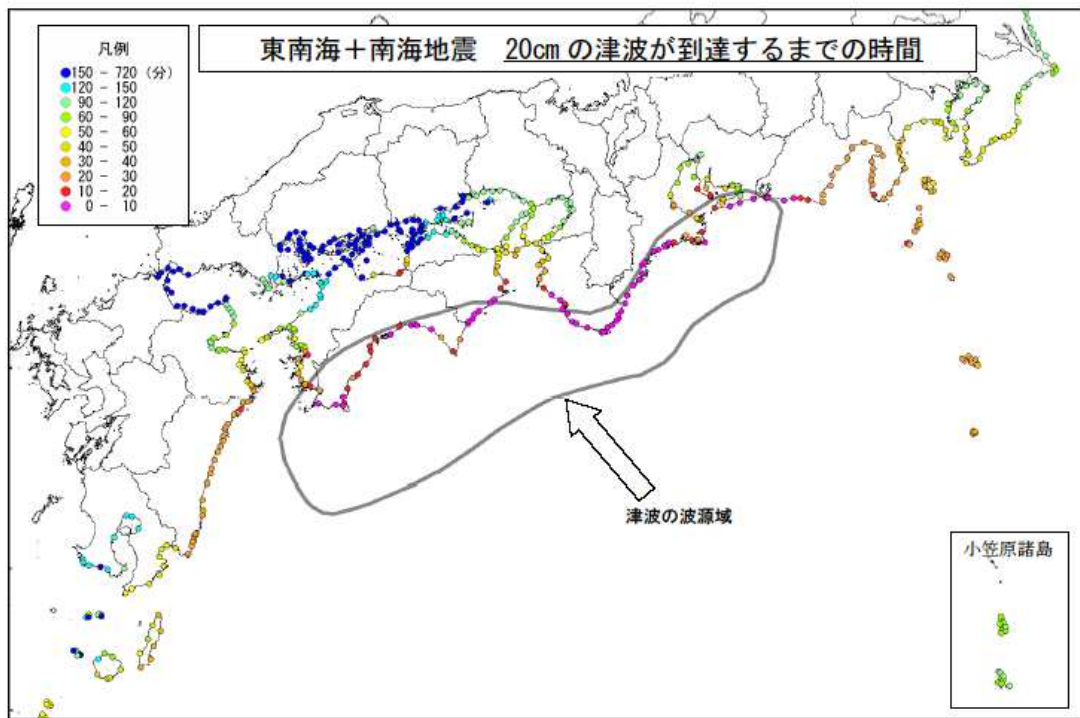 東南海＋南海地震 20cm の津波が到達するまでの時間
凡例
150 - 720 (分)
120 - 150
90 - 120
60 - 90
50 - 60
40 - 50
30 - 40
20 - 30
10 - 20
0 - 10
津波の波源域
小笠原諸島